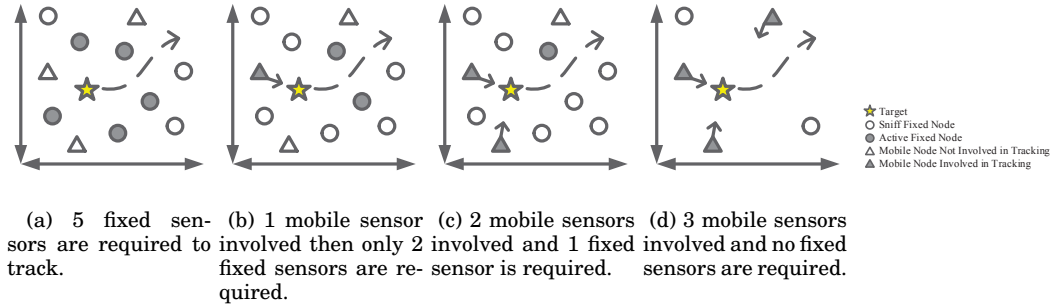 Target
Sniff Fixed Node
Active Fixed Node
Mobile Node Not Involved in Tracking
Mobile Node Involved in Tracking
(a) 5 fixed sen-
sors are required to
track.
(b) 1 mobile sensor
involved then only 2
fixed sensors are re-
quired.
(c) 2 mobile sensors
involved and 1 fixed
sensor is required.
(d) 3 mobile sensors
involved and no fixed
sensors are required.